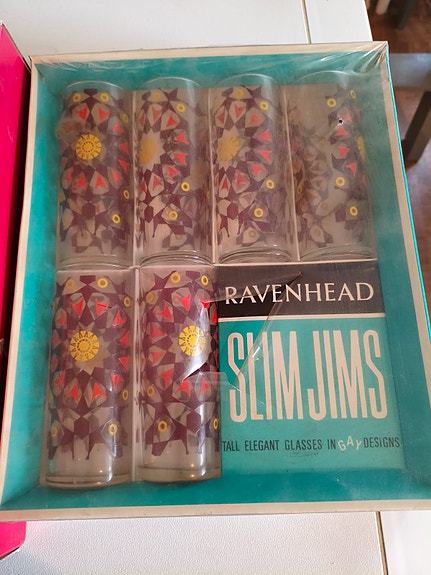 RAVENHEAD
SLIM JIMS
TALL ELEGANT GLASSES IN GAY DESIGNS